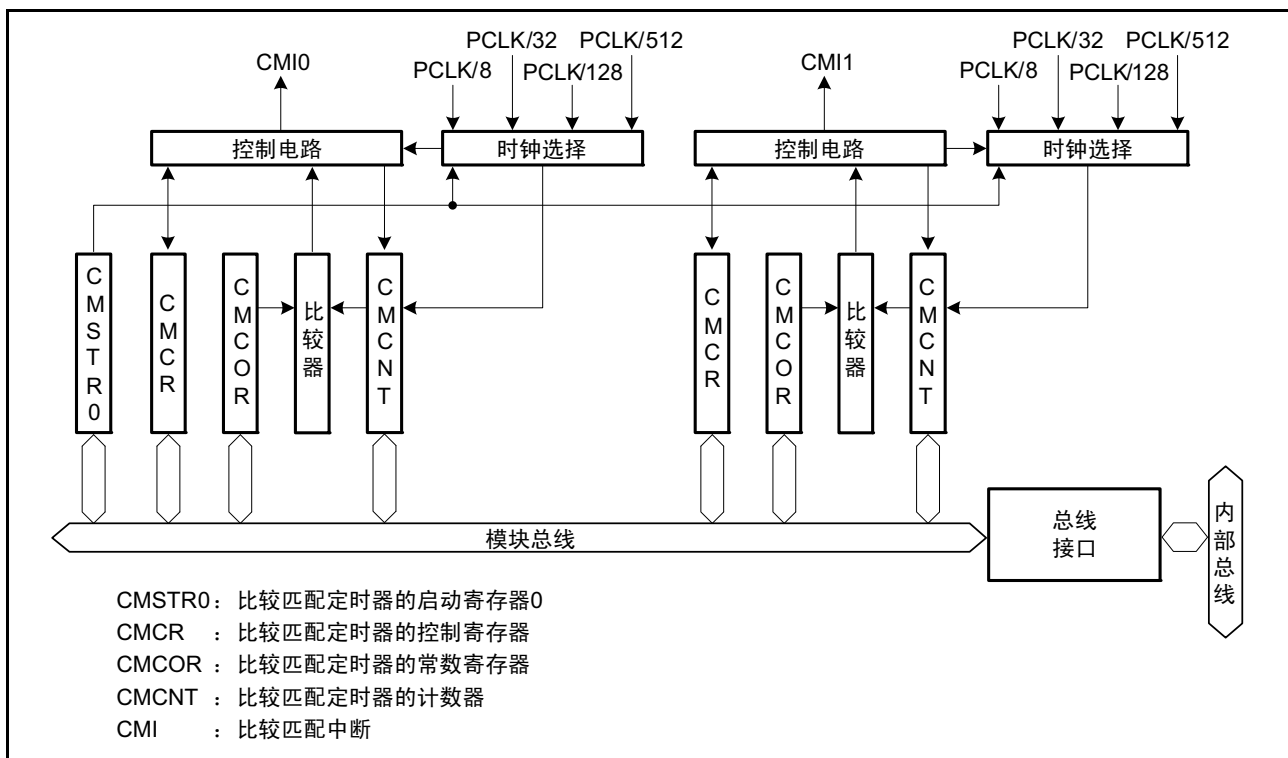 PCLK/32 PCLK/512
CMI0 PCLK/8 PCLK/128
控制电路 时钟选择
PCLK/32 PCLK/512
CMI1 PCLK/8 PCLK/128
控制电路 时钟选择
CMSTR0
CMCR
CMCOR
比较器
CMCNT
CMCR
CMCOR
比较器
CMCNT
模块总线
总线
接口
内部总线
CMSTR0：比较匹配定时器的启动寄存器0
CMCR ：比较匹配定时器的控制寄存器
CMCOR ：比较匹配定时器的常数寄存器
CMCNT ：比较匹配定时器的计数器
CMI ：比较匹配中断